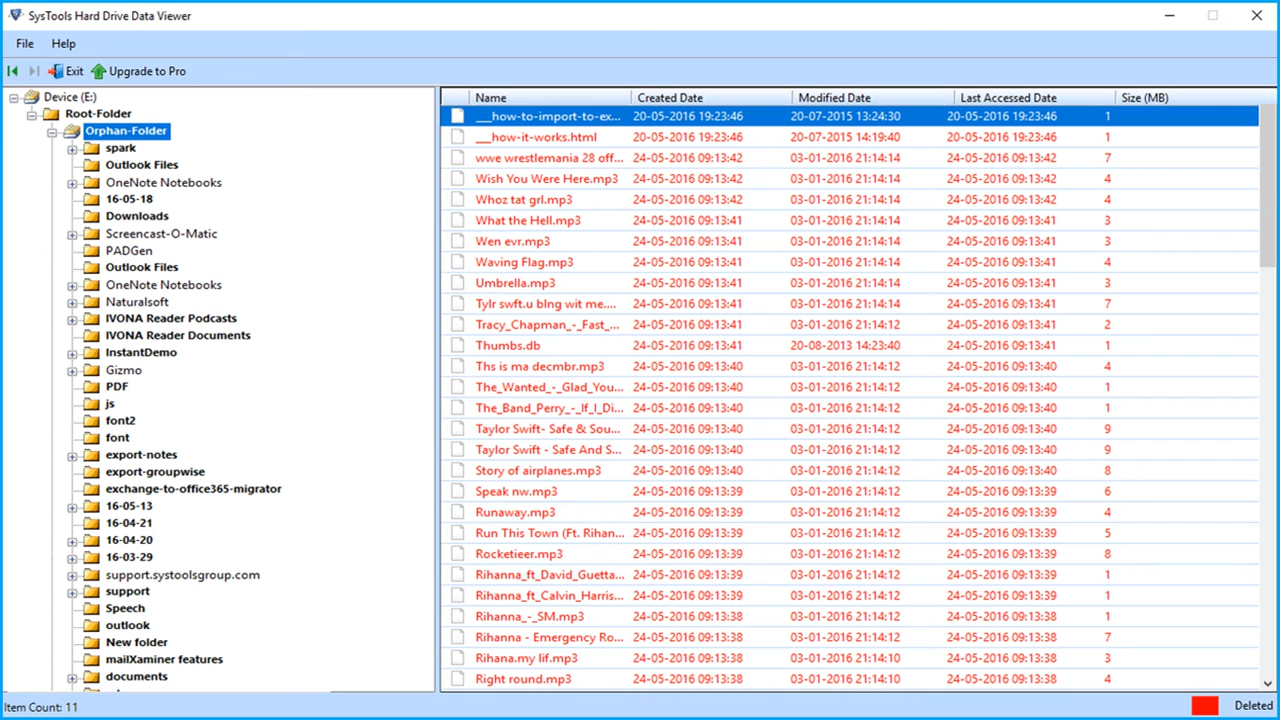 SysTools Hard Drive Data Viewer
File Help
Exit Upgrade to Pro
Device (E:)
Root-Folder
Orphan-Folder
spark
Outlook Files
OneNote Notebooks
16-05-18
Downloads
Screencast-O-Matic
PADGen
Outlook Files
OneNote Notebooks
Naturalsoft
IVONA Reader Podcasts
IVONA Reader Documents
InstantDemo
Gizmo
PDF
js
font2
font
export-notes
export-groupwise
exchange-to-office365-migrator
16-05-13
16-04-21
16-04-20
16-03-29
support.systoolsgroup.com
support
Speech
outlook
New folder
mailXaminer features
documents
Name Created Date Modified Date Last Accessed Date Size (MB)
__how-to-import-to-ex... 20-05-2016 19:23:46 20-07-2015 13:24:30 20-05-2016 19:23:46 1
__how-it-works.html 20-05-2016 19:23:46 20-07-2015 14:19:40 20-05-2016 19:23:46 1
wwe wrestlemania 28 off... 24-05-2016 09:13:42 03-01-2016 21:14:14 24-05-2016 09:13:42 7
Wish You Were Here.mp3 24-05-2016 09:13:42 03-01-2016 21:14:14 24-05-2016 09:13:42 4
Whoz tat grl.mp3 24-05-2016 09:13:42 03-01-2016 21:14:14 24-05-2016 09:13:42 4
What the Hell.mp3 24-05-2016 09:13:41 03-01-2016 21:14:14 24-05-2016 09:13:41 3
Wen evr.mp3 24-05-2016 09:13:41 03-01-2016 21:14:14 24-05-2016 09:13:41 3
Waving Flag.mp3 24-05-2016 09:13:41 03-01-2016 21:14:14 24-05-2016 09:13:41 4
Umbrella.mp3 24-05-2016 09:13:41 03-01-2016 21:14:14 24-05-2016 09:13:41 3
Tylr swft.u blng wit me.... 24-05-2016 09:13:41 03-01-2016 21:14:14 24-05-2016 09:13:41 7
Tracy_Chapman_-_Fast_... 24-05-2016 09:13:41 03-01-2016 21:14:12 24-05-2016 09:13:41 2
Thumbs.db 24-05-2016 09:13:41 20-08-2013 14:23:40 24-05-2016 09:13:41 1
Ths is ma decmbr.mp3 24-05-2016 09:13:40 03-01-2016 21:14:12 24-05-2016 09:13:40 4
The_Wanted_-_Glad_You... 24-05-2016 09:13:40 03-01-2016 21:14:12 24-05-2016 09:13:40 1
The_Band_Perry_-_If_I_Di... 24-05-2016 09:13:40 03-01-2016 21:14:12 24-05-2016 09:13:40 1
Taylor Swift- Safe & Sou... 24-05-2016 09:13:40 03-01-2016 21:14:12 24-05-2016 09:13:40 9
Taylor Swift - Safe And S... 24-05-2016 09:13:40 03-01-2016 21:14:12 24-05-2016 09:13:40 9
Story of airplanes.mp3 24-05-2016 09:13:40 03-01-2016 21:14:12 24-05-2016 09:13:40 8
Speak nw.mp3 24-05-2016 09:13:39 03-01-2016 21:14:12 24-05-2016 09:13:39 6
Runaway.mp3 24-05-2016 09:13:39 03-01-2016 21:14:12 24-05-2016 09:13:39 4
Run This Town (Ft. Rihan... 24-05-2016 09:13:39 03-01-2016 21:14:12 24-05-2016 09:13:39 5
Rocketieer.mp3 24-05-2016 09:13:39 03-01-2016 21:14:12 24-05-2016 09:13:39 8
Rihanna_ft_David_Guetta... 24-05-2016 09:13:39 03-01-2016 21:14:12 24-05-2016 09:13:39 1
Rihanna_ft_Calvin_Harris... 24-05-2016 09:13:39 03-01-2016 21:14:12 24-05-2016 09:13:39 1
Rihanna_-_SM.mp3 24-05-2016 09:13:38 03-01-2016 21:14:12 24-05-2016 09:13:38 1
Rihanna - Emergency Ro... 24-05-2016 09:13:38 03-01-2016 21:14:12 24-05-2016 09:13:38 7
Rihana.my lif.mp3 24-05-2016 09:13:38 03-01-2016 21:14:10 24-05-2016 09:13:38 3
Right round.mp3 24-05-2016 09:13:38 03-01-2016 21:14:10 24-05-2016 09:13:38 4
Item Count: 11 Deleted